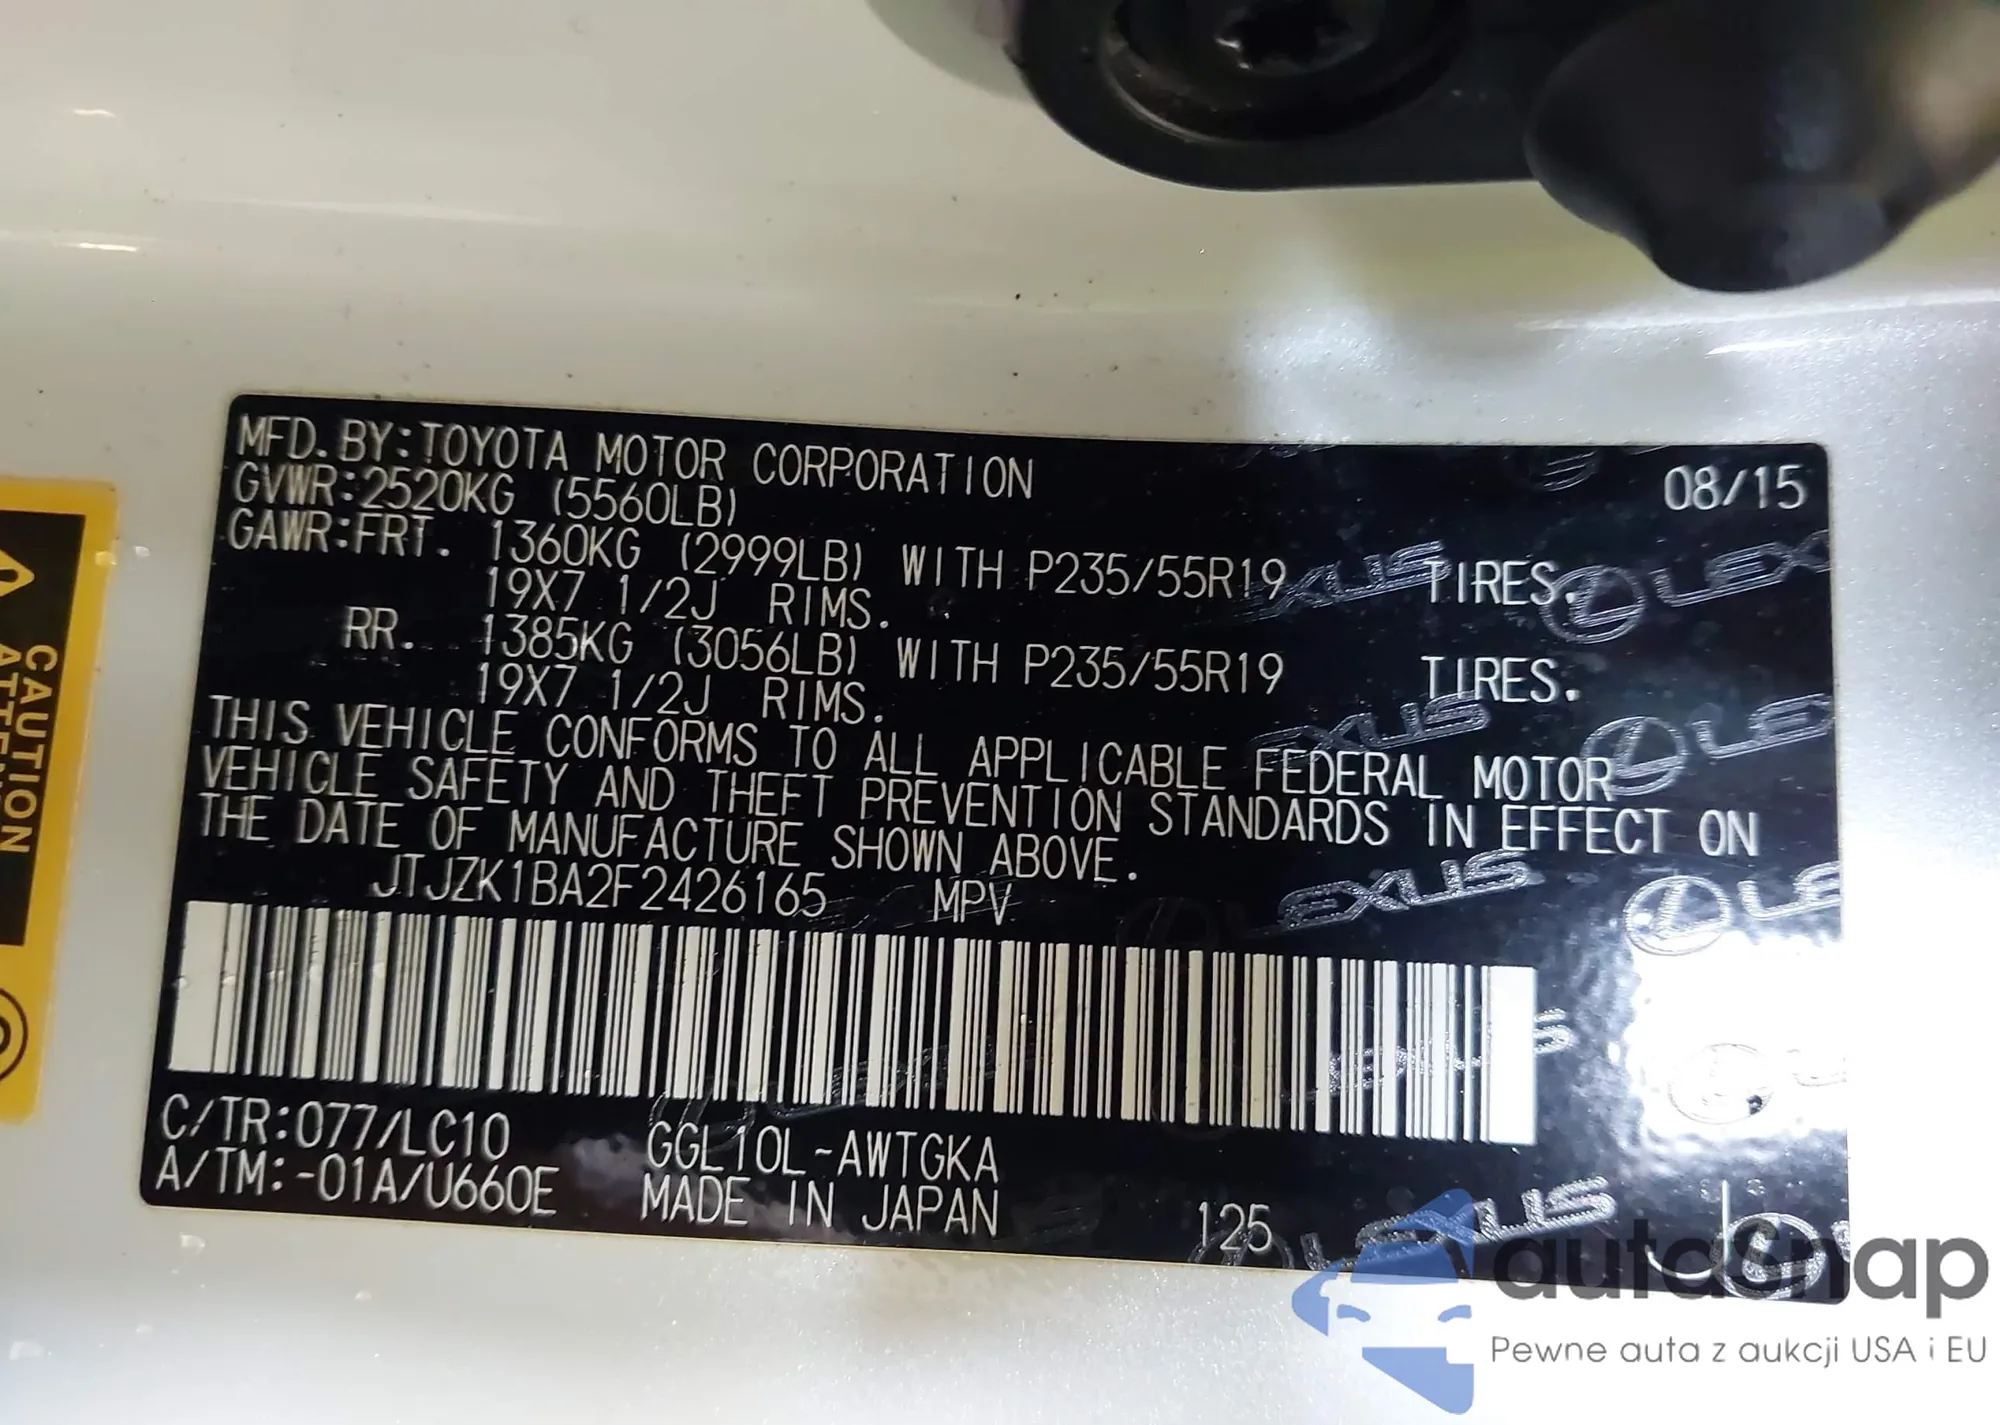 MFD. BY:TOYOTA MOTOR CORPORATION 08/15
GVWR:2520KG (5560LB)
GAWR:FRT. 1360KG (2999LB) WITH P235/55R19 TIRES.
19X7 1/2J RIMS.
RR. 1385KG (3056LB) WITH P235/55R19 TIRES.
19X7 1/2J RIMS.
THIS VEHICLE CONFORMS TO ALL APPLICABLE FEDERAL MOTOR
VEHICLE SAFETY AND THEFT PREVENTION STANDARDS IN EFFECT ON
THE DATE OF MANUFACTURE SHOWN ABOVE.
JTJZK1BA2F2426165 MPV
C/TR:077/LC10 GGL10L-AWTGKA
A/TM:-01A/U660E MADE IN JAPAN 125
CAUTION
LEXUS
autosnap
Pewne auta z aukcji USA i EU